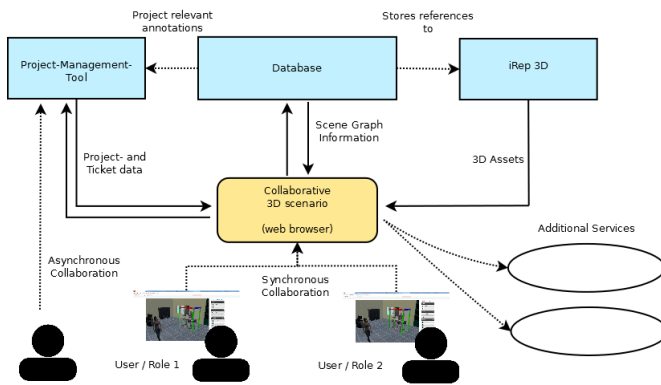 Project relevant
annotations
Stores references
to
Project-Management-
Tool
Database
iRep 3D
Scene Graph
Information
Project- and
Ticket data
3D Assets
Collaborative
3D scenario
(web browser)
Additional Services
Asynchronous
Collaboration
Synchronous
Collaboration
User / Role 1
User / Role 2